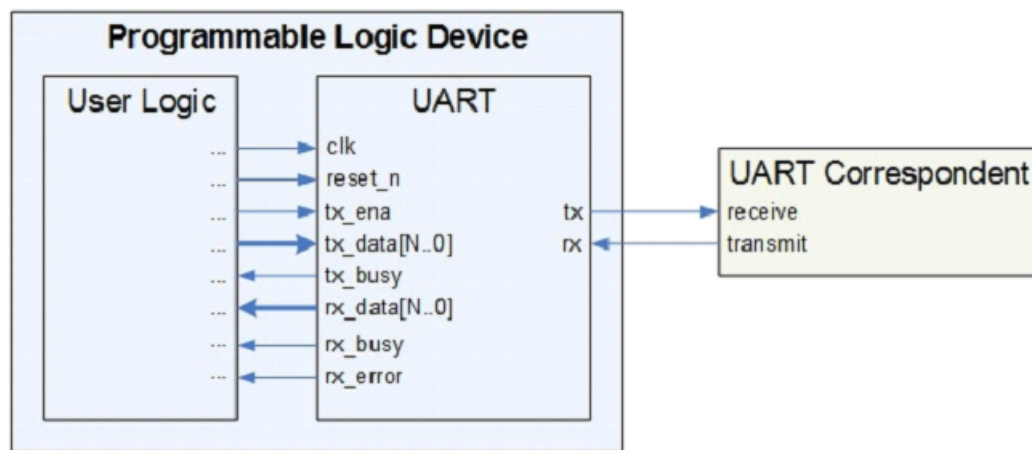 Programmable Logic Device
User Logic
UART
... clk
... reset_n
... tx_ena
... tx_data[N..0]
... tx_busy
... rx_data[N..0]
... rx_busy
... rx_error
tx
rx
UART Correspondent
receive
transmit